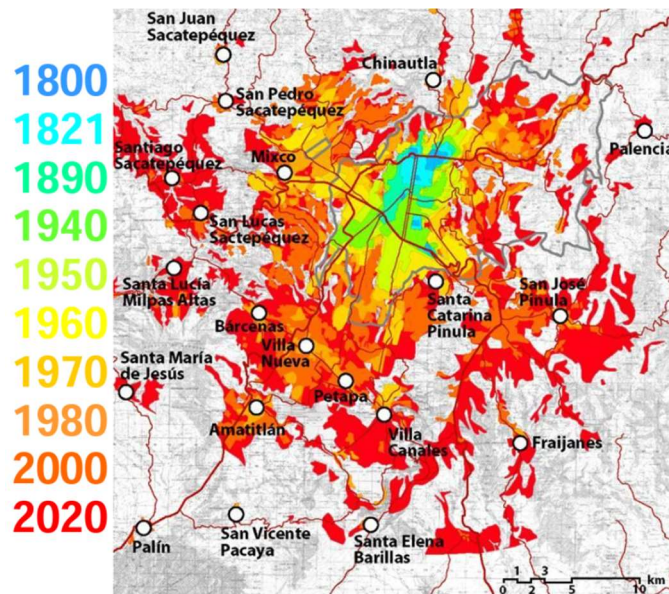 1800
1821
1890
1940
1950
1960
1970
1980
2000
2020
San Juan
Sacatepéquez
Chinautla
San Pedro
Sacatepéquez
Palencia
Santiago
Sacatepéquez
Mixco
San Lucas
Sactepéquez
Santa Lucía
Milpas Altas
Santa
Catarina
Pinula
San José
Pinula
Bárcenas
Villa
Nueva
Santa María
de Jesús
Petapa
Amatitlán
Villa
Canales
Fraijanes
Palín
San Vicente
Pacaya
Santa Elena
Barillas
1 3
0 2 5 10 km